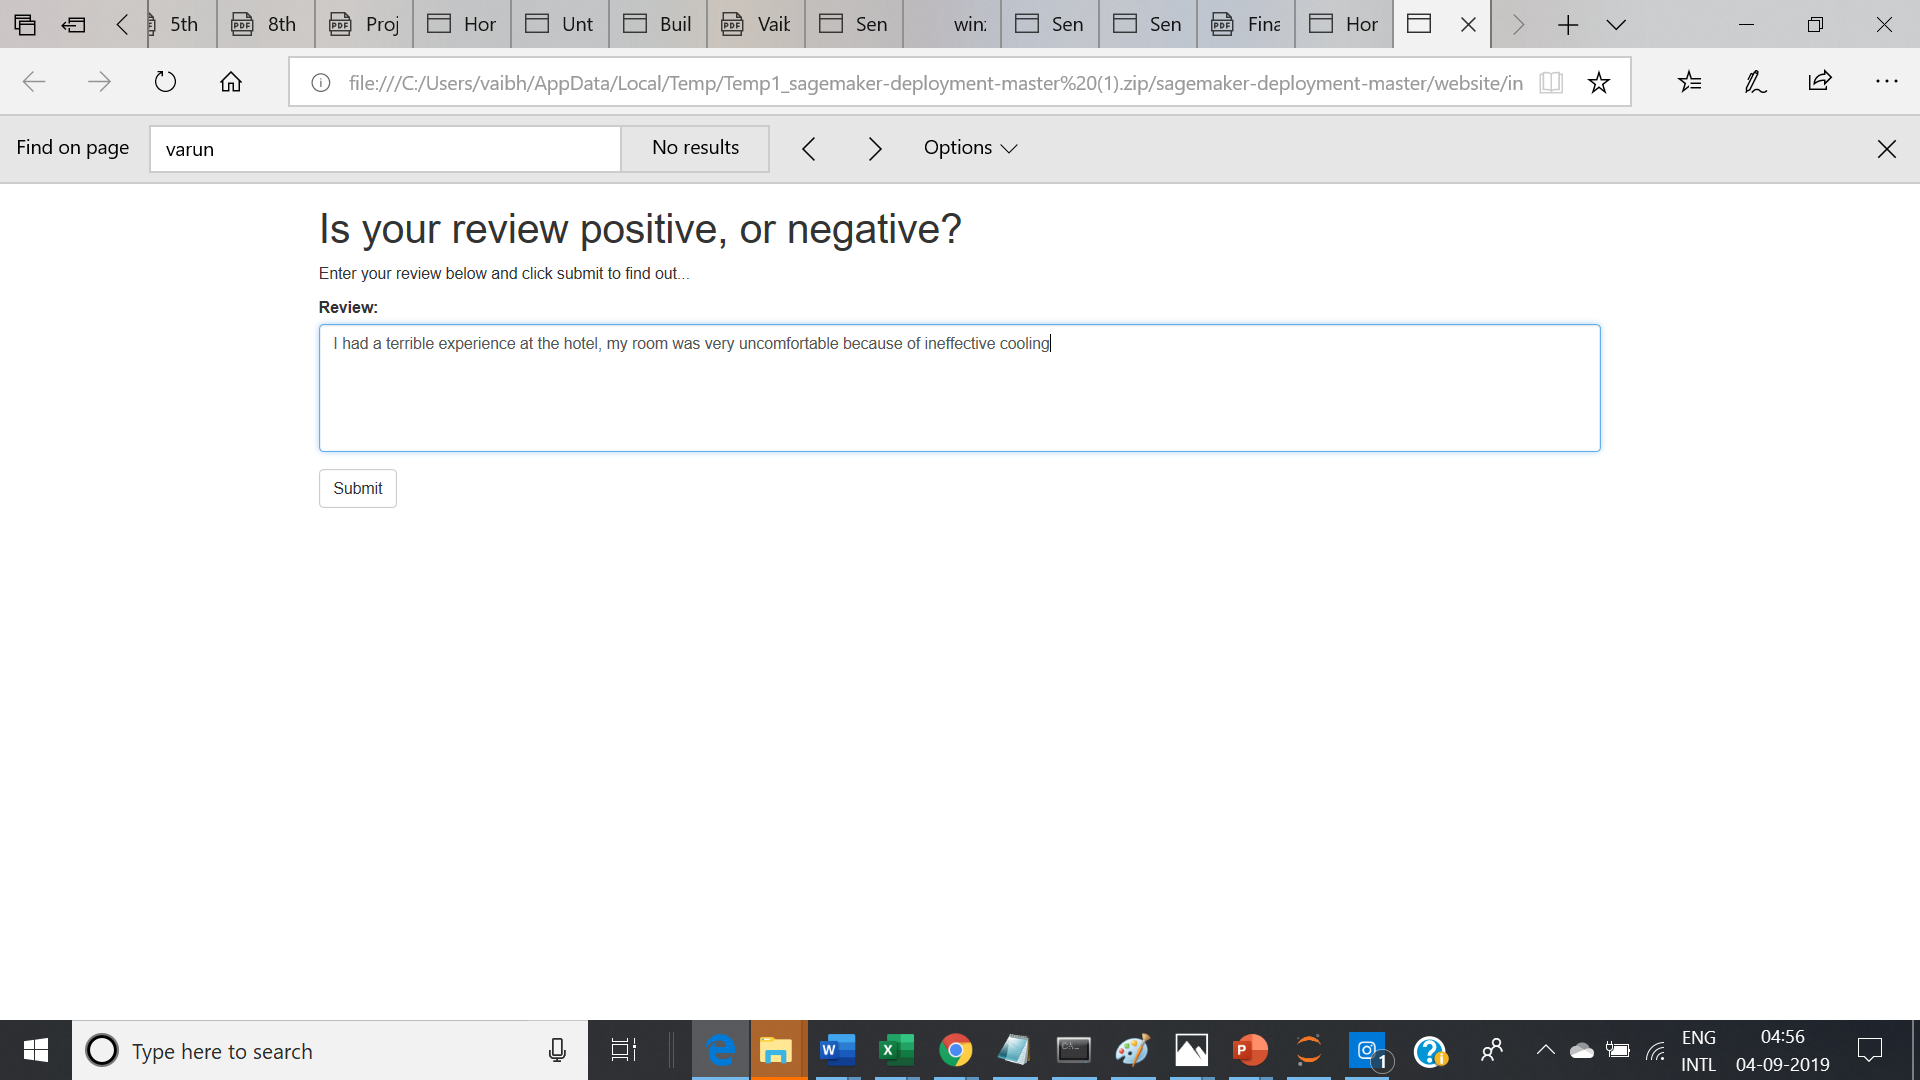 5th 8th Proj Hor Unt Buil Vait Sen win: Sen Sen Fina Hor
file:///C:/Users/vaibh/AppData/Local/Temp/Temp1_sagemaker-deployment-master%20(1).zip/sagemaker-deployment-master/website/in
Find on page varun No results Options
Is your review positive, or negative?
Enter your review below and click submit to find out...
Review:
I had a terrible experience at the hotel, my room was very uncomfortable because of ineffective cooling
Submit
Type here to search
1
ENG 04:56
INTL 04-09-2019